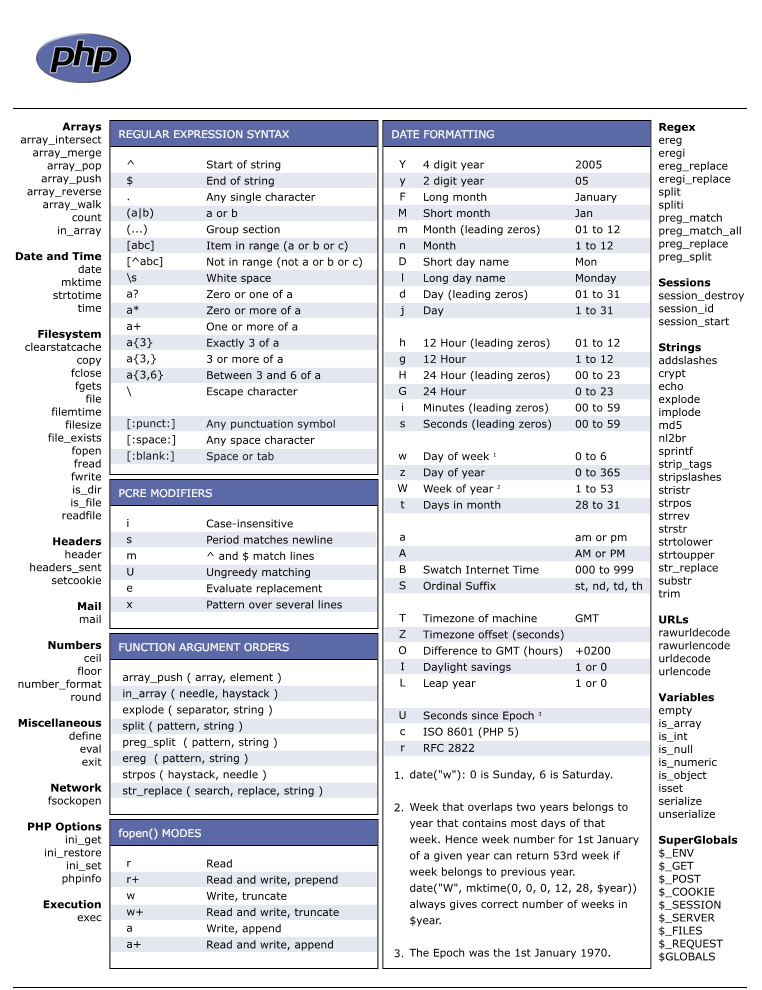 php
Arrays
array_intersect
array_merge
array_pop
array_push
array_reverse
array_walk
count
in_array
Date and Time
date
mktime
strtotime
time
Filesystem
clearstatcache
copy
fclose
fgets
file
filemtime
filesize
file_exists
fopen
fread
fwrite
is_dir
is_file
readfile
Headers
header
headers_sent
setcookie
Mail
mail
Numbers
ceil
floor
number_format
round
Miscellaneous
define
eval
exit
Network
fsockopen
PHP Options
ini_get
ini_restore
ini_set
phpinfo
Execution
exec
REGULAR EXPRESSION SYNTAX
^ Start of string
$ End of string
. Any single character
(a|b) a or b
(...) Group section
[abc] Item in range (a or b or c)
[^abc] Not in range (not a or b or c)
\s White space
a? Zero or one of a
a* Zero or more of a
a+ One or more of a
a{3} Exactly 3 of a
a{3,} 3 or more of a
a{3,6} Between 3 and 6 of a
\ Escape character
[:punct:] Any punctuation symbol
[:space:] Any space character
[:blank:] Space or tab
PCRE MODIFIERS
i Case-insensitive
s Period matches newline
m ^ and $ match lines
U Ungreedy matching
e Evaluate replacement
x Pattern over several lines
FUNCTION ARGUMENT ORDERS
array_push ( array, element )
in_array ( needle, haystack )
explode ( separator, string )
split ( pattern, string )
preg_split ( pattern, string )
ereg ( pattern, string )
strpos ( haystack, needle )
str_replace ( search, replace, string )
fopen() MODES
r Read
r+ Read and write, prepend
w Write, truncate
w+ Read and write, truncate
a Write, append
a+ Read and write, append
DATE FORMATTING
Y 4 digit year 2005
y 2 digit year 05
F Long month January
M Short month Jan
m Month (leading zeros) 01 to 12
n Month 1 to 12
D Short day name Mon
l Long day name Monday
d Day (leading zeros) 01 to 31
j Day 1 to 31
h 12 Hour (leading zeros) 01 to 12
g 12 Hour 1 to 12
H 24 Hour (leading zeros) 00 to 23
G 24 Hour 0 to 23
i Minutes (leading zeros) 00 to 59
s Seconds (leading zeros) 00 to 59
w Day of week ¹ 0 to 6
z Day of year 0 to 365
W Week of year ² 1 to 53
t Days in month 28 to 31
a am or pm
A AM or PM
B Swatch Internet Time 000 to 999
S Ordinal Suffix st, nd, td, th
T Timezone of machine GMT
Z Timezone offset (seconds)
O Difference to GMT (hours) +0200
I Daylight savings 1 or 0
L Leap year 1 or 0
U Seconds since Epoch ³
c ISO 8601 (PHP 5)
r RFC 2822
1. date("w"): 0 is Sunday, 6 is Saturday.
2. Week that overlaps two years belongs to
year that contains most days of that
week. Hence week number for 1st January
of a given year can return 53rd week if
week belongs to previous year.
date("W", mktime(0, 0, 0, 12, 28, $year))
always gives correct number of weeks in
$year.
3. The Epoch was the 1st January 1970.
Regex
ereg
eregi
ereg_replace
eregi_replace
split
spliti
preg_match
preg_match_all
preg_replace
preg_split
Sessions
session_destroy
session_id
session_start
Strings
addslashes
crypt
echo
explode
implode
md5
nl2br
sprintf
strip_tags
stripslashes
stristr
strpos
strrev
strstr
strtolower
strtoupper
str_replace
substr
trim
URLs
rawurldecode
rawurlencode
urldecode
urlencode
Variables
empty
is_array
is_int
is_null
is_numeric
is_object
isset
serialize
unserialize
SuperGlobals
$_ENV
$_GET
$_POST
$_COOKIE
$_SESSION
$_SERVER
$_FILES
$_REQUEST
$GLOBALS